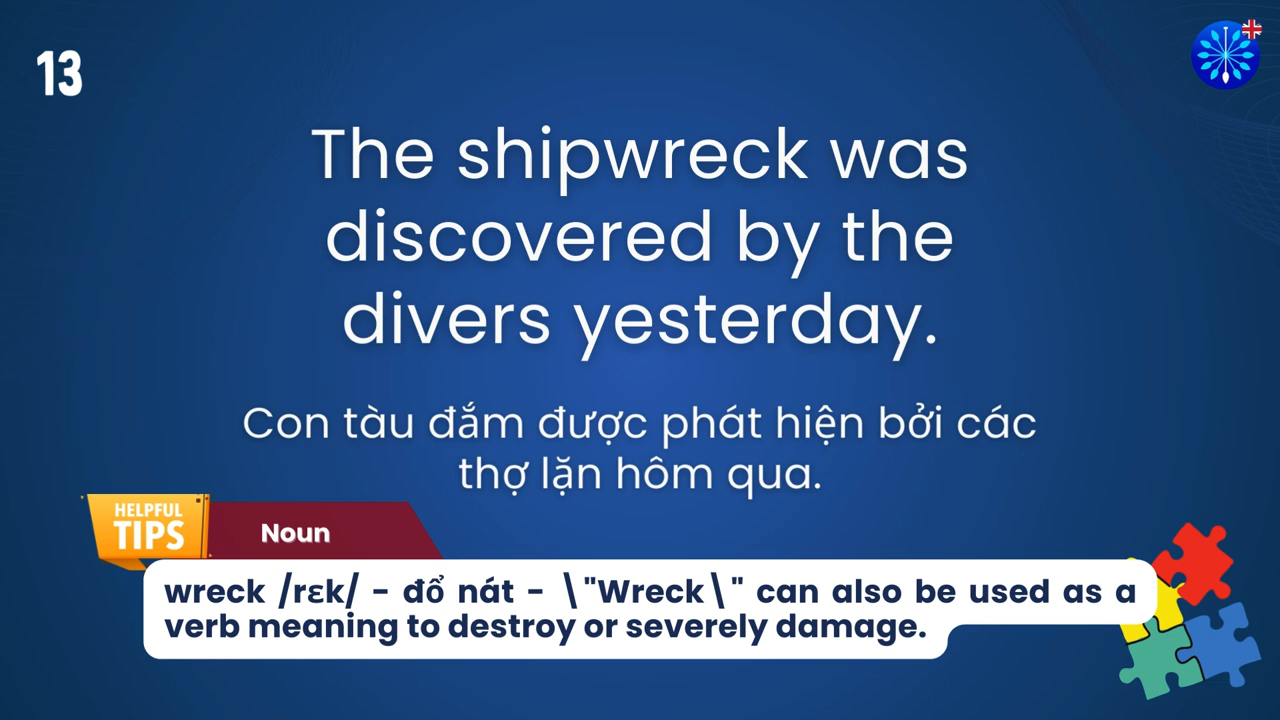 13
The shipwreck was
discovered by the
divers yesterday.
Con tàu đắm được phát hiện bởi các
thợ lặn hôm qua.
HELPFUL
TIPS
Noun
wreck /rɛk/ - đổ nát - \"Wreck\" can also be used as a
verb meaning to destroy or severely damage.